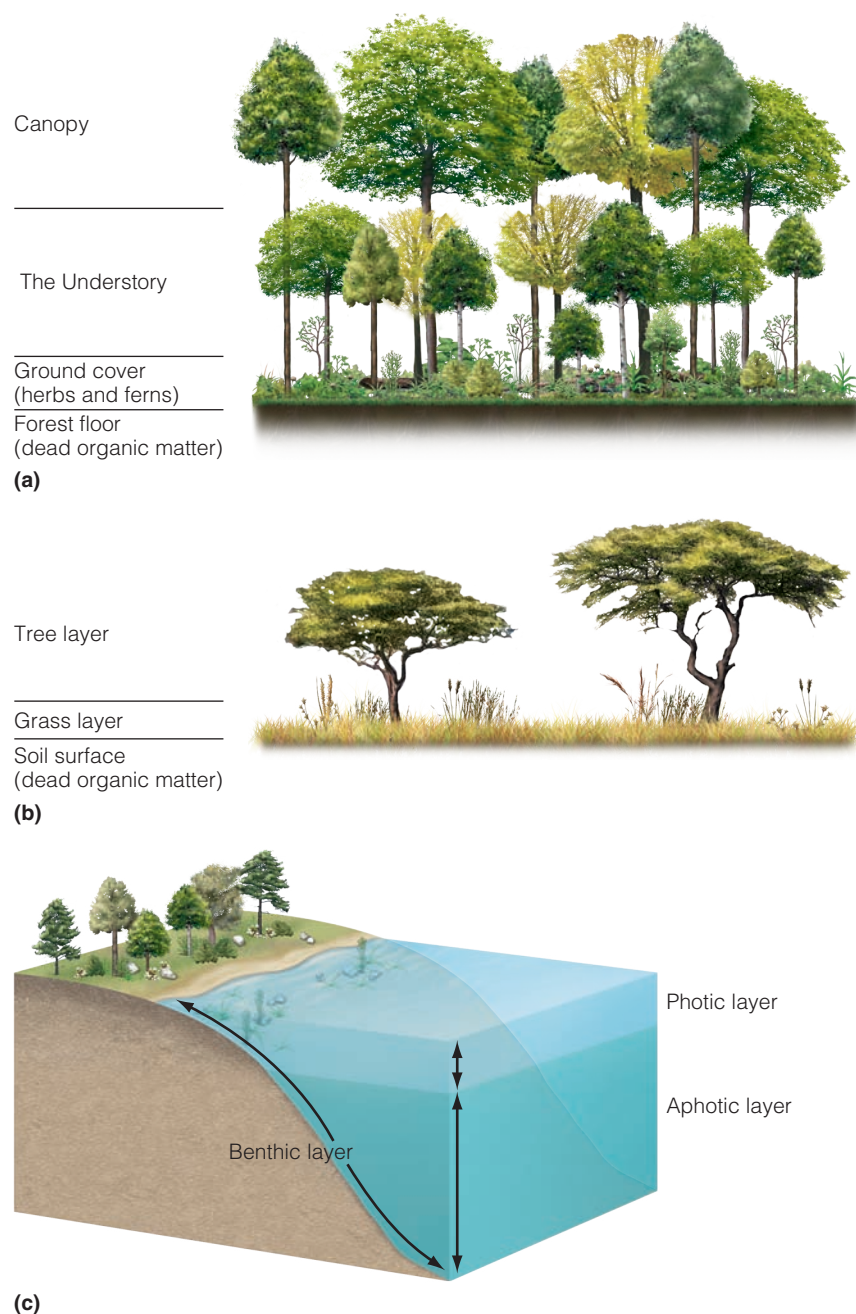 Canopy
The Understory
Ground cover
(herbs and ferns)
Forest floor
(dead organic matter)
(a)
Tree layer
Grass layer
Soil surface
(dead organic matter)
(b)
Photic layer
Aphotic layer
Benthic layer
(c)